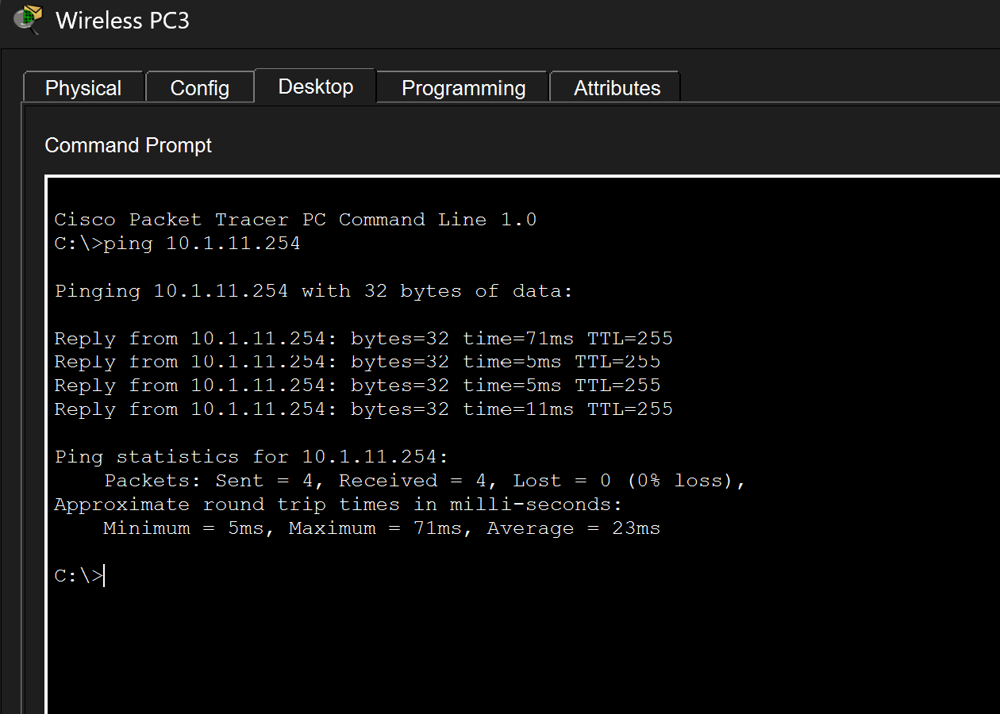 Wireless PC3
Physical Config Desktop Programming Attributes
Command Prompt
Cisco Packet Tracer PC Command Line 1.0
C:\>ping 10.1.11.254
Pinging 10.1.11.254 with 32 bytes of data:
Reply from 10.1.11.254: bytes=32 time=71ms TTL=255
Reply from 10.1.11.254: bytes=32 time=5ms TTL=255
Reply from 10.1.11.254: bytes=32 time=5ms TTL=255
Reply from 10.1.11.254: bytes=32 time=11ms TTL=255
Ping statistics for 10.1.11.254:
Packets: Sent = 4, Received = 4, Lost = 0 (0% loss),
Approximate round trip times in milli-seconds:
Minimum = 5ms, Maximum = 71ms, Average = 23ms
C:\>